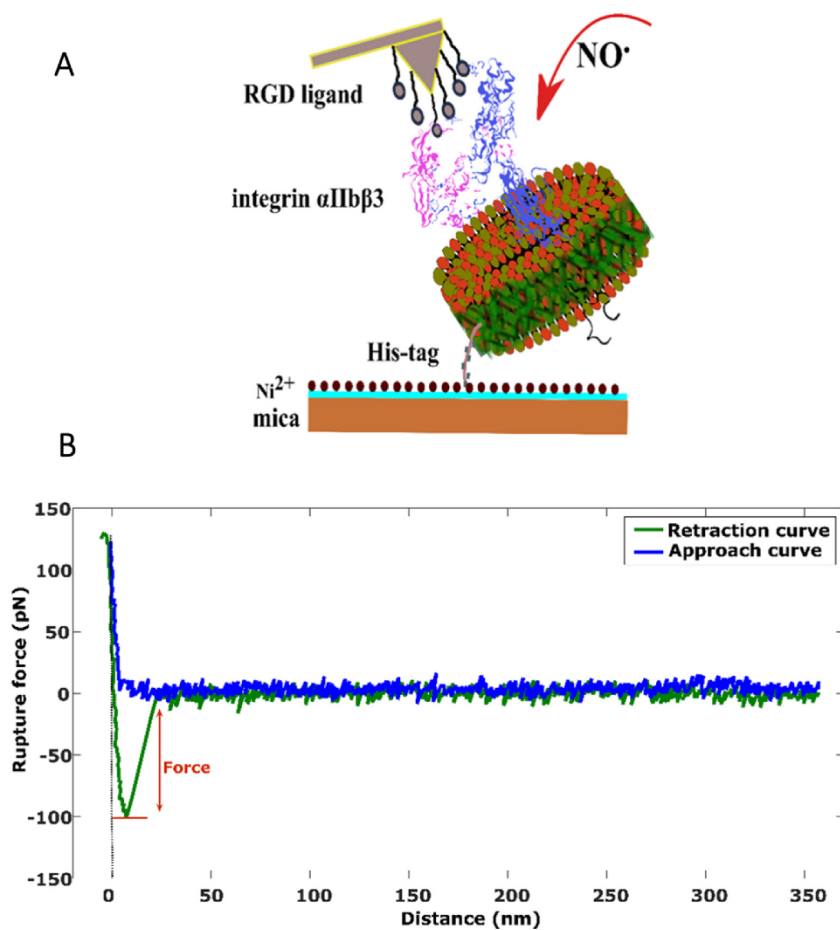 A
NO•
RGD ligand
integrin αIIbβ3
His-tag
Ni2+
mica
B
150
100
50
0
-50
-100
-150
Rupture force (pN)
Retraction curve
Approach curve
Force
0 50 100 150 200 250 300 350
Distance (nm)